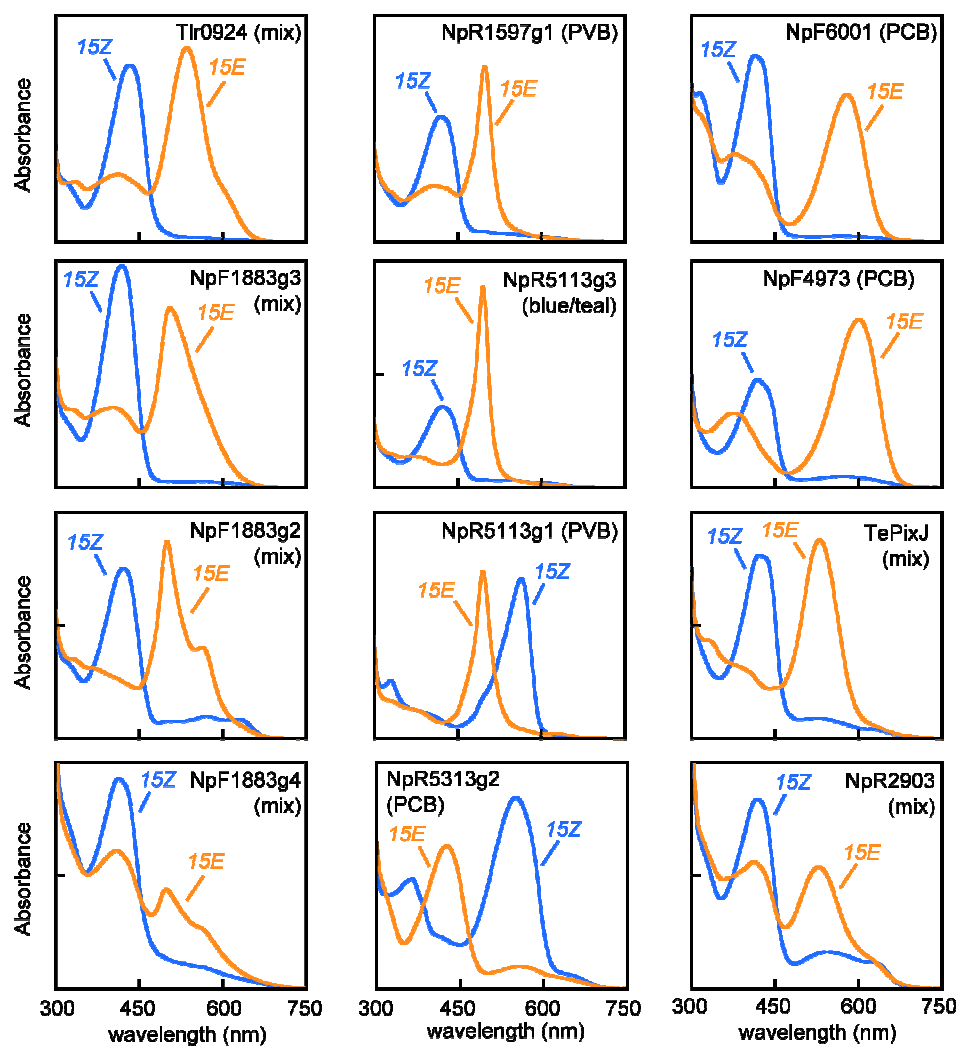 Tlr0924 (mix)
15Z
15E
Absorbance
NpR1597g1 (PVB)
15Z
15E
NpF6001 (PCB)
15Z
15E
NpF1883g3
(mix)
15Z
15E
Absorbance
NpR5113g3
(blue/teal)
15E
15Z
NpF4973 (PCB)
15Z
15E
NpF1883g2
(mix)
15Z
15E
Absorbance
NpR5113g1 (PVB)
15E
15Z
TePixJ
(mix)
15Z
15E
NpF1883g4
(mix)
15Z
15E
Absorbance
300 450 600 750
wavelength (nm)
NpR5313g2
(PCB)
15E
15Z
300 450 600 750
wavelength (nm)
NpR2903
(mix)
15Z
15E
300 450 600 750
wavelength (nm)